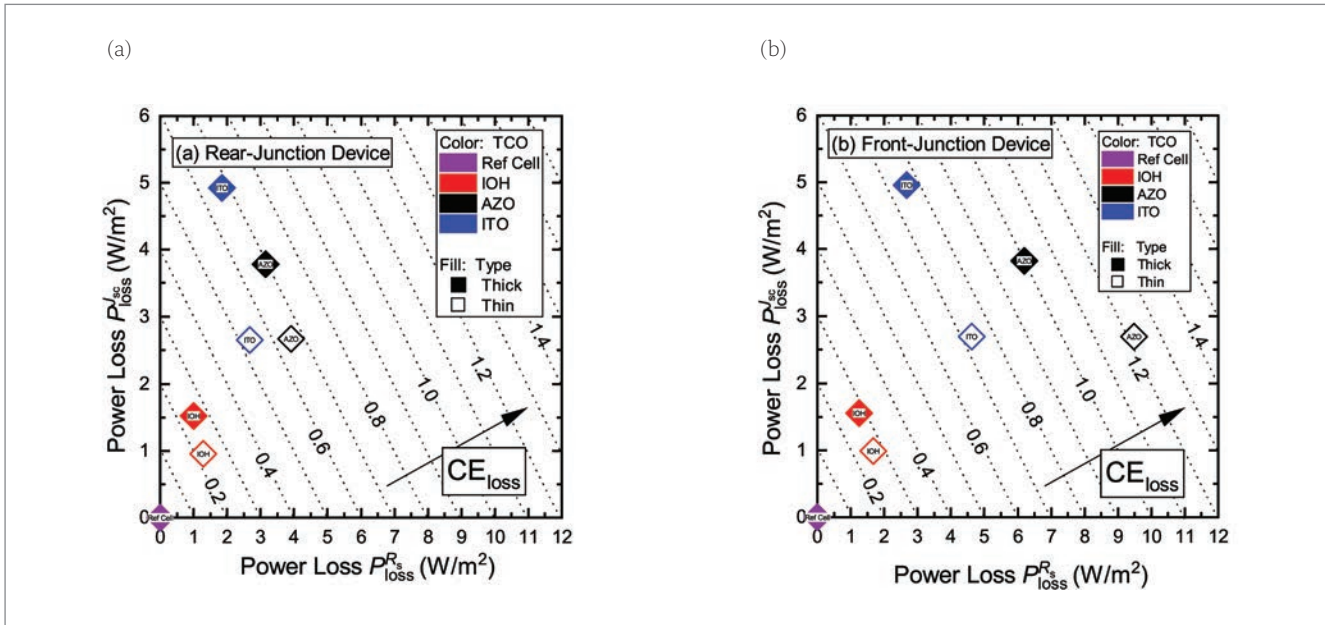 (a)
(b)
6
5
4
3
2
1
0
Power Loss P_loss^Jsc (W/m²)
(a) Rear-Junction Device
Color: TCO
Ref Cell
IOH
AZO
ITO
Fill: Type
Thick
Thin
ITO
AZO
ITO
AZO
IOH
IOH
Ref Cell
0.2
0.4
0.6
0.8
1.0
1.2
1.4
CE_loss
0 1 2 3 4 5 6 7 8 9 10 11 12
Power Loss P_loss^Rs (W/m²)
6
5
4
3
2
1
0
Power Loss P_loss^Jsc (W/m²)
(b) Front-Junction Device
Color: TCO
Ref Cell
IOH
AZO
ITO
Fill: Type
Thick
Thin
ITO
AZO
ITO
AZO
IOH
IOH
Ref Cell
0.2
0.4
0.6
0.8
1.0
1.2
1.4
CE_loss
0 1 2 3 4 5 6 7 8 9 10 11 12
Power Loss P_loss^Rs (W/m²)